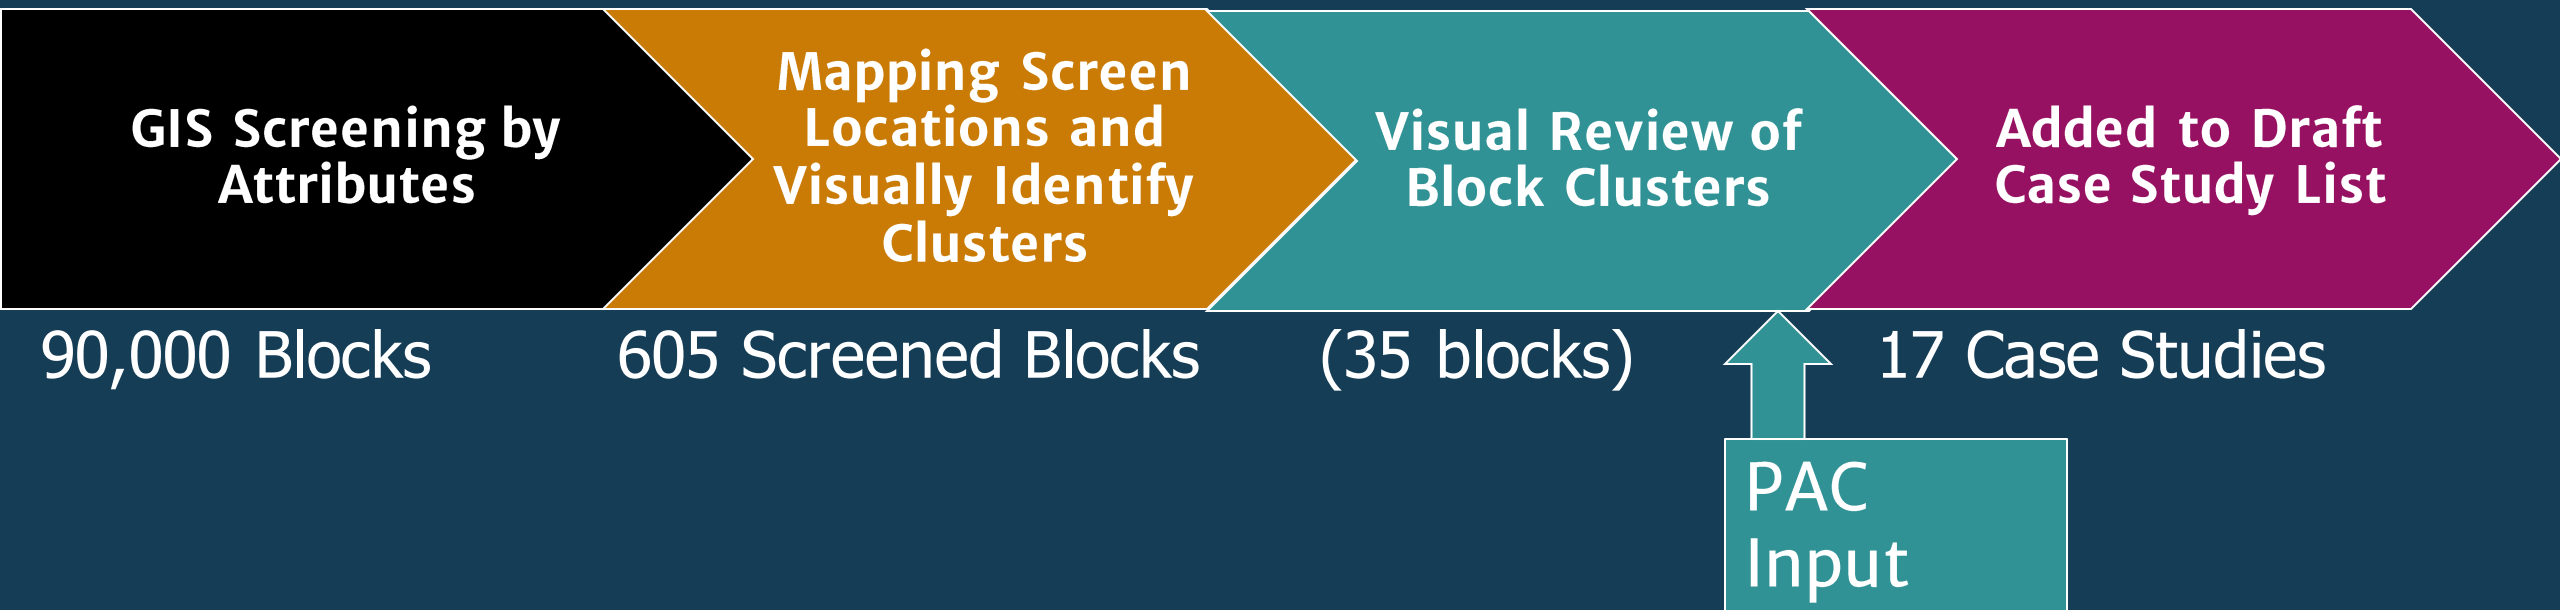 GIS Screening by
Attributes
Mapping Screen
Locations and
Visually Identify
Clusters
Visual Review of
Block Clusters
Added to Draft
Case Study List
90,000 Blocks
605 Screened Blocks
(35 blocks)
17 Case Studies
PAC
Input